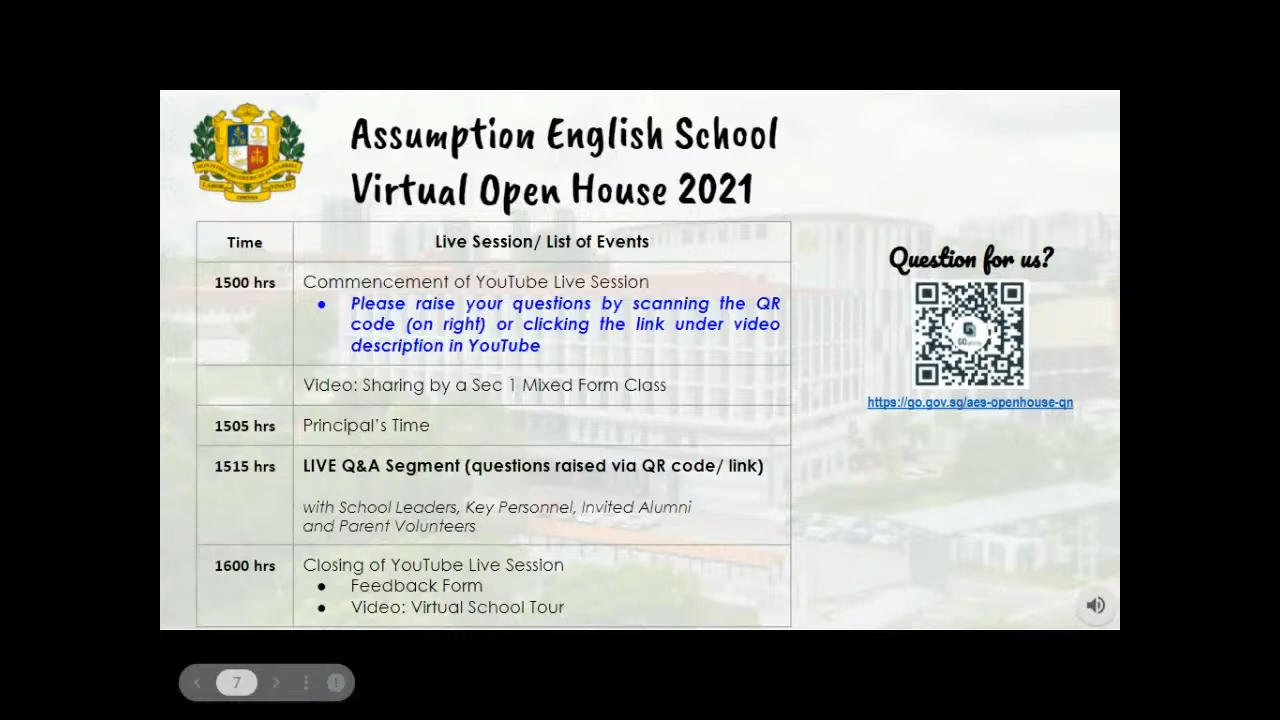 Assumption English School
Virtual Open House 2021
Time
Live Session/ List of Events
1500 hrs
Commencement of YouTube Live Session
● Please raise your questions by scanning the QR
code (on right) or clicking the link under video
description in YouTube
Video: Sharing by a Sec 1 Mixed Form Class
1505 hrs
Principal's Time
1515 hrs
LIVE Q&A Segment (questions raised via QR code/ link)
with School Leaders, Key Personnel, Invited Alumni
and Parent Volunteers
1600 hrs
Closing of YouTube Live Session
● Feedback Form
● Video: Virtual School Tour
Question for us?
https://go.gov.sg/aes-openhouse-qn
LABOR
OMNIA
VINCIT
7